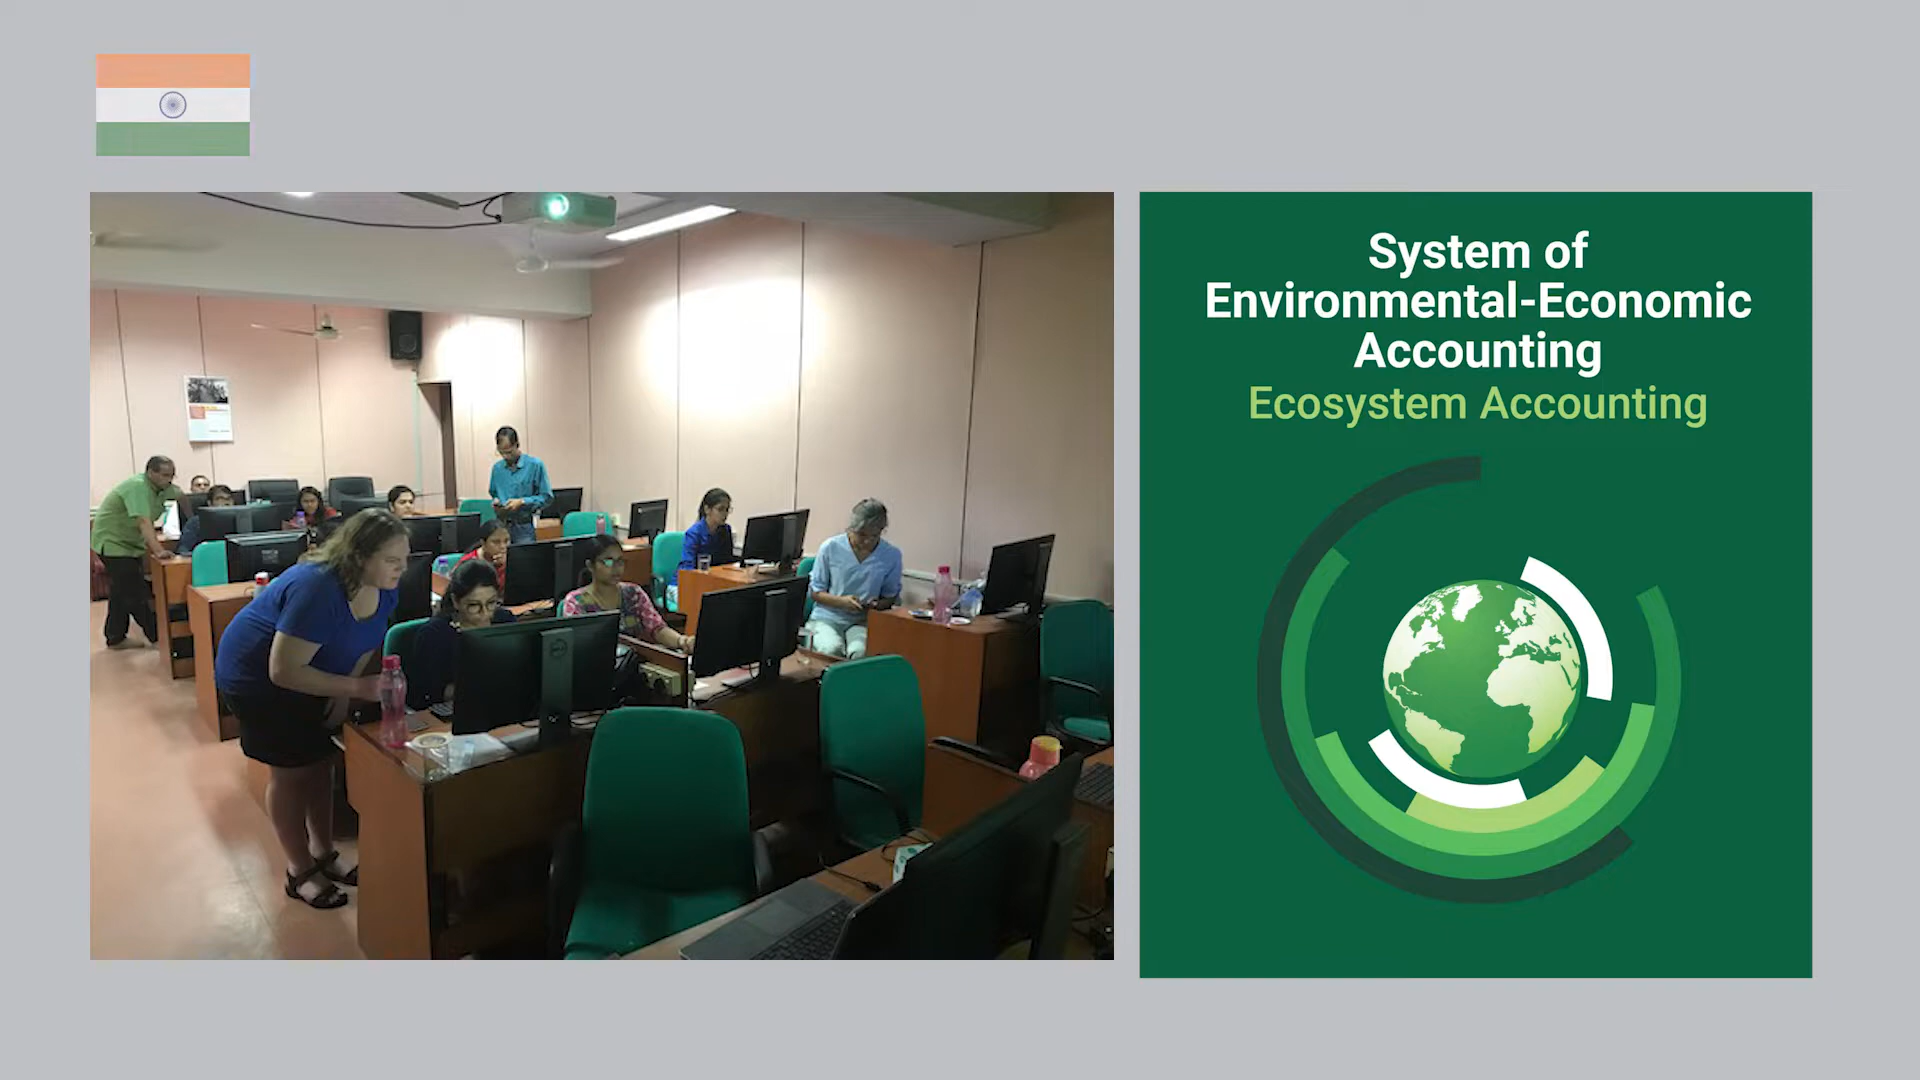 System of
Environmental-Economic
Accounting
Ecosystem Accounting